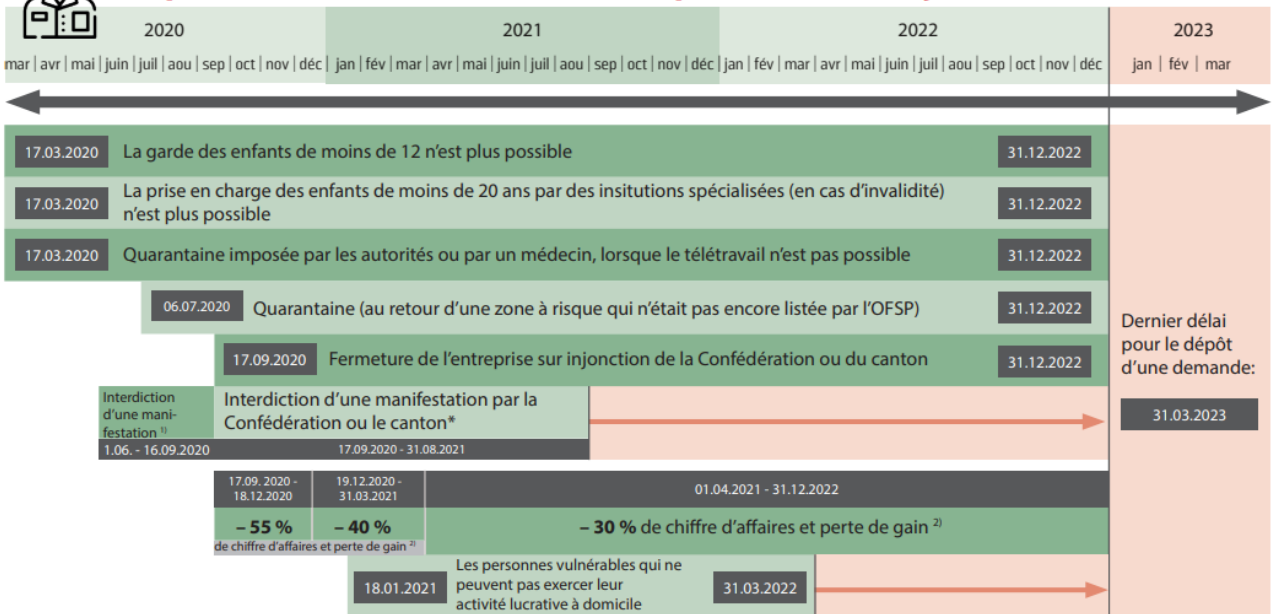 2020
2021
2022
2023
mar | avr | mai | juin | juil | aou | sep | oct | nov | déc | jan | fév | mar | avr | mai | juin | juil | aou | sep | oct | nov | déc | jan | fév | mar | avr | mai | juin | juil | aou | sep | oct | nov | déc
jan | fév | mar
17.03.2020 La garde des enfants de moins de 12 n'est plus possible 31.12.2022
La prise en charge des enfants de moins de 20 ans par des insitutions spécialisées (en cas d'invalidité)
17.03.2020 n'est plus possible 31.12.2022
17.03.2020 Quarantaine imposée par les autorités ou par un médecin, lorsque le télétravail n'est pas possible 31.12.2022
06.07.2020 Quarantaine (au retour d'une zone à risque qui n'était pas encore listée par l'OFSP) 31.12.2022
17.09.2020 Fermeture de l'entreprise sur injonction de la Confédération ou du canton 31.12.2022
Dernier délai
pour le dépôt
d'une demande:
31.03.2023
Interdiction
d'une mani-
festation 1)
1.06. - 16.09.2020
Interdiction d'une manifestation par la
Confédération ou le canton*
17.09.2020 - 31.08.2021
17.09. 2020 -
18.12.2020
19.12.2020 -
31.03.2021
01.04.2021 - 31.12.2022
– 55 %
– 40 %
de chiffre d'affaires et perte de gain 2)
– 30 % de chiffre d'affaires et perte de gain 2)
18.01.2021
Les personnes vulnérables qui ne
peuvent pas exercer leur
activité lucrative à domicile
31.03.2022